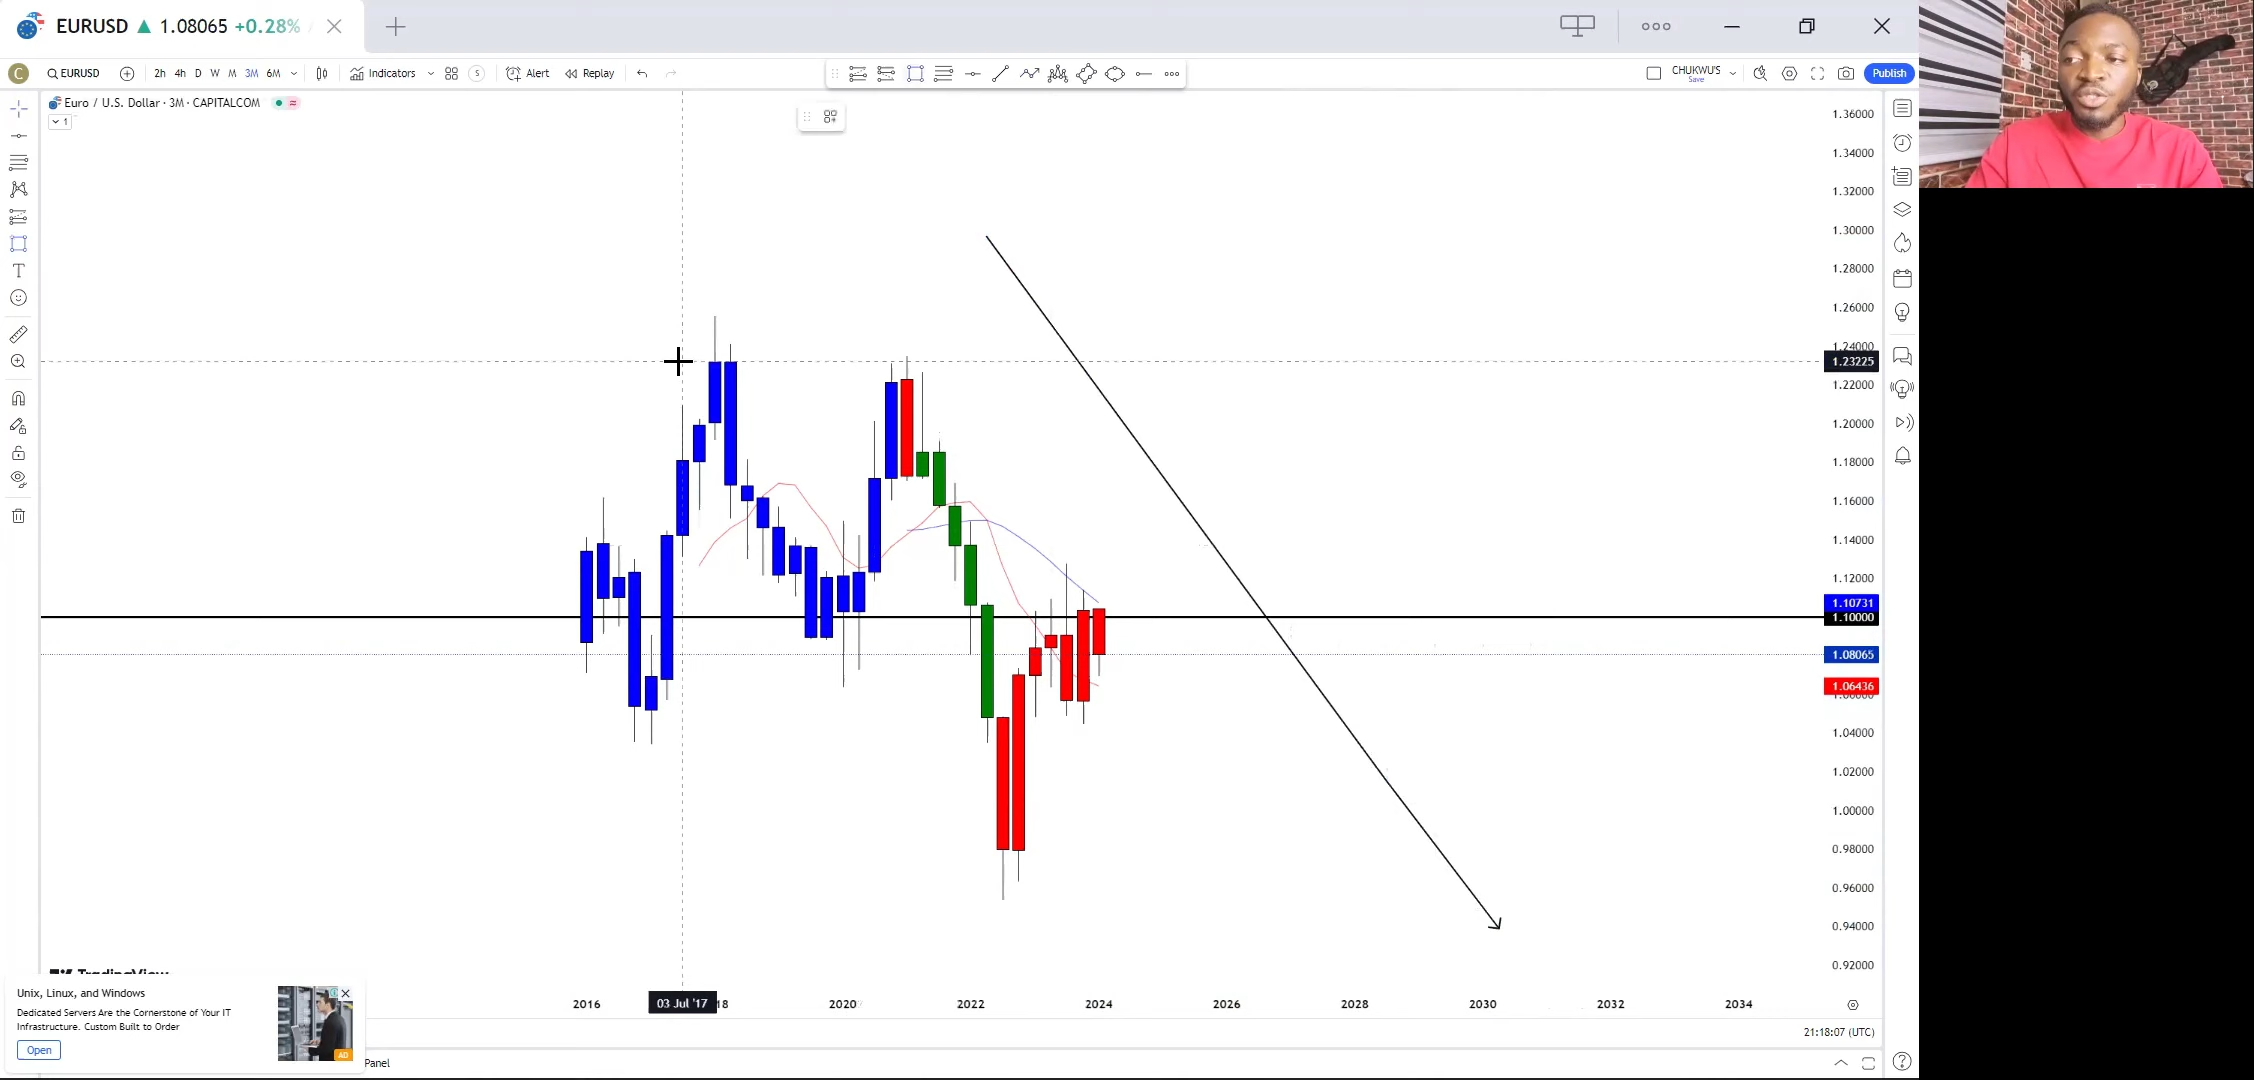 EURUSD ▲ 1.08065 +0.28%
C EURUSD 2h 4h D W M 3M 6M Indicators S Alert Replay CHUKWU'S Save Publish
Euro / U.S. Dollar · 3M · CAPITALCOM
1
1.36000
1.34000
1.32000
1.30000
1.28000
1.26000
1.24000
1.23225
1.22000
1.20000
1.18000
1.16000
1.14000
1.12000
1.10731
1.10000
1.08065
1.06436
1.04000
1.02000
1.00000
0.98000
0.96000
0.94000
0.92000
TradingView
2016 03 Jul '17 18 2020 2022 2024 2026 2028 2030 2032 2034
Unix, Linux, and Windows
Dedicated Servers Are the Cornerstone of Your IT
Infrastructure. Custom Built to Order
Open
AD
21:18:07 (UTC)
Panel